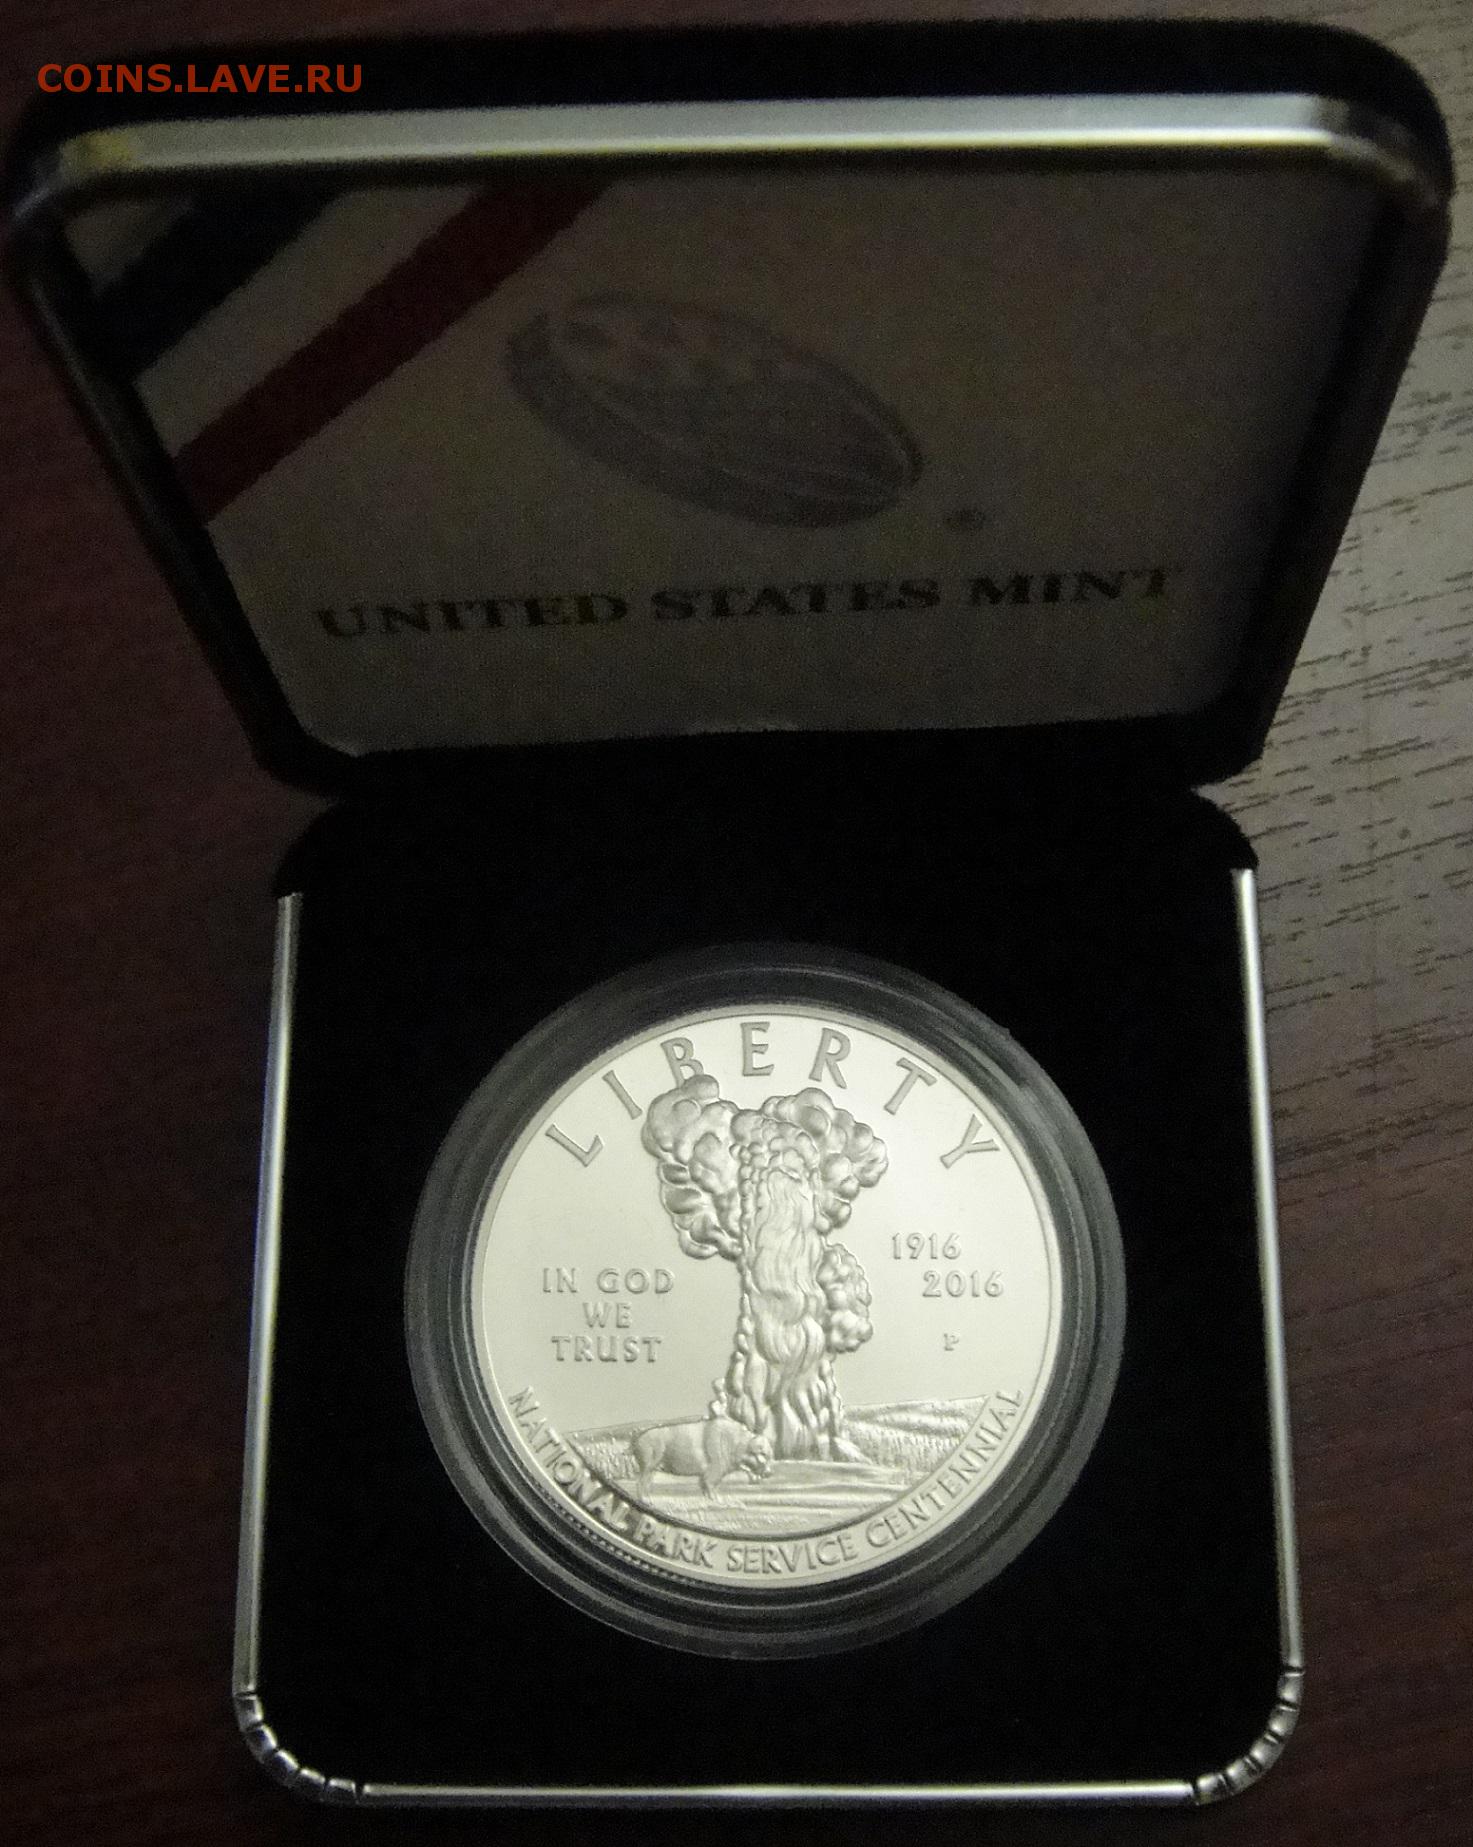 COINS.LAVE.RU
UNITED STATES MINT
LIBERTY
1916
2016
IN GOD
WE
TRUST
P
NATIONAL PARK SERVICE CENTENNIAL